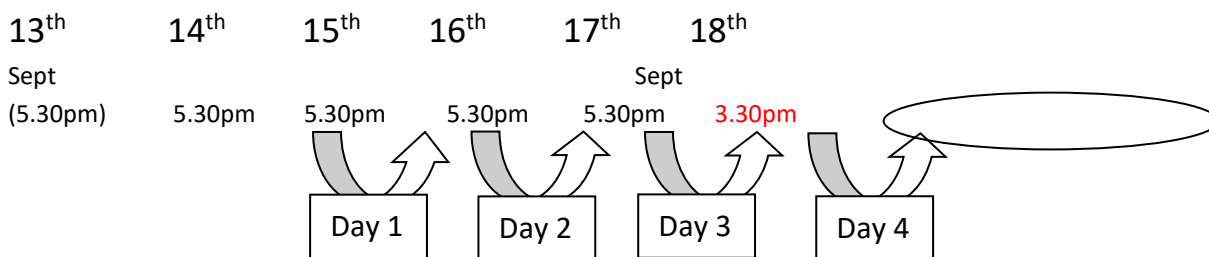 13th 14th 15th 16th 17th 18th
Sept Sept
(5.30pm) 5.30pm 5.30pm 5.30pm 5.30pm 3.30pm
Day 1 Day 2 Day 3 Day 4